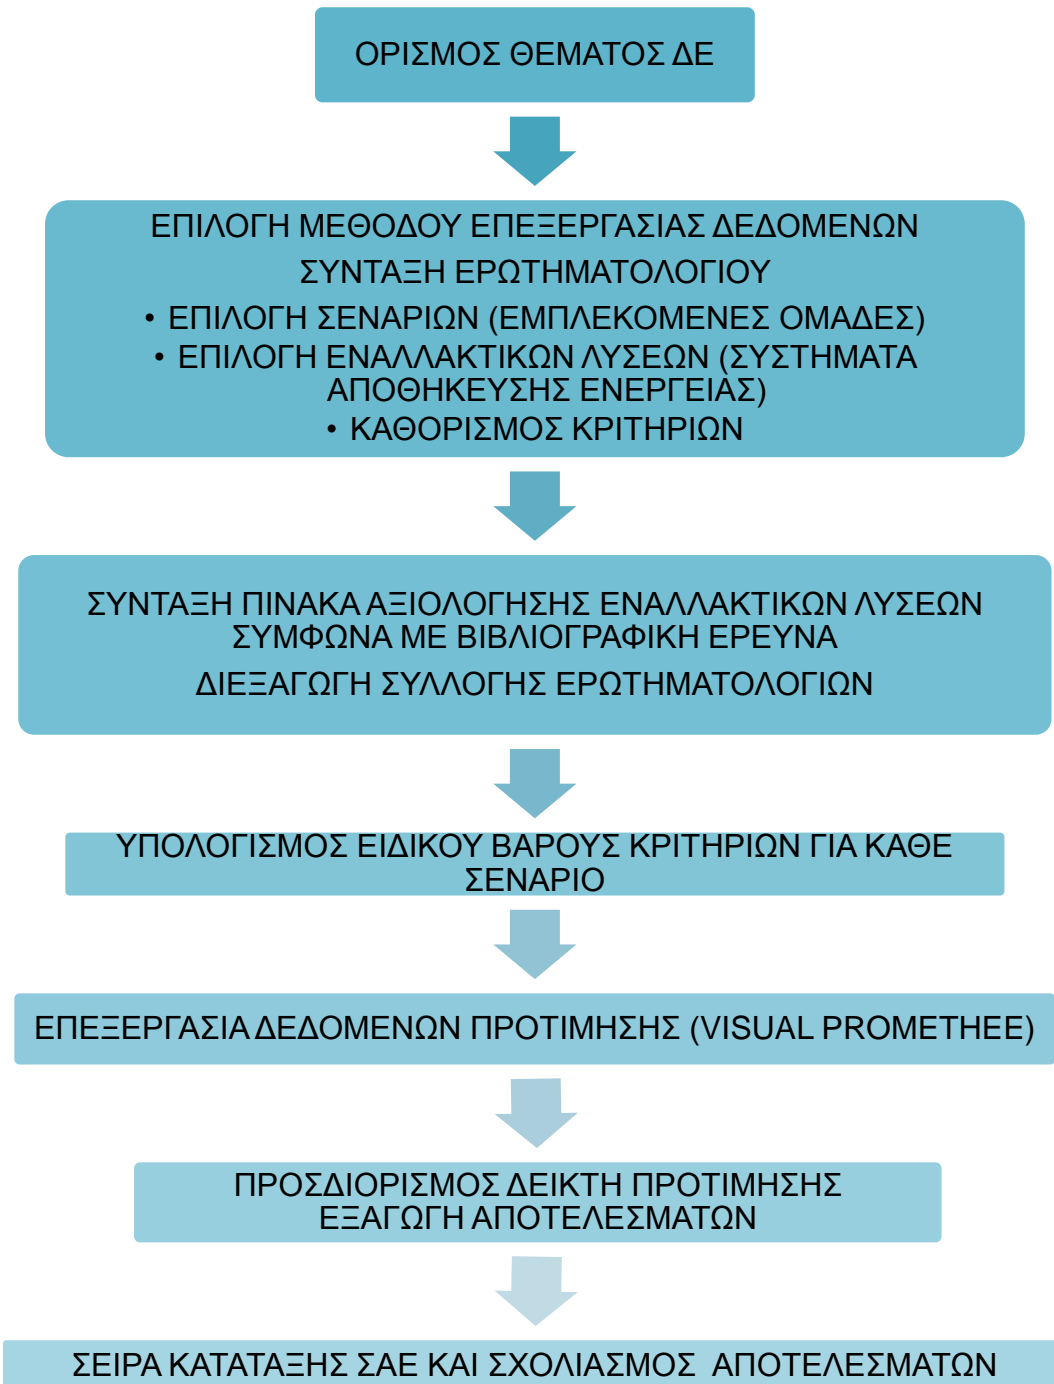 ΟΡΙΣΜΟΣ ΘΕΜΑΤΟΣ ΔΕ
ΕΠΙΛΟΓΗ ΜΕΘΟΔΟΥ ΕΠΕΞΕΡΓΑΣΙΑΣ ΔΕΔΟΜΕΝΩΝ
ΣΥΝΤΑΞΗ ΕΡΩΤΗΜΑΤΟΛΟΓΙΟΥ
• ΕΠΙΛΟΓΗ ΣΕΝΑΡΙΩΝ (ΕΜΠΛΕΚΟΜΕΝΕΣ ΟΜΑΔΕΣ)
• ΕΠΙΛΟΓΗ ΕΝΑΛΛΑΚΤΙΚΩΝ ΛΥΣΕΩΝ (ΣΥΣΤΗΜΑΤΑ
ΑΠΟΘΗΚΕΥΣΗΣ ΕΝΕΡΓΕΙΑΣ)
• ΚΑΘΟΡΙΣΜΟΣ ΚΡΙΤΗΡΙΩΝ
ΣΥΝΤΑΞΗ ΠΙΝΑΚΑ ΑΞΙΟΛΟΓΗΣΗΣ ΕΝΑΛΛΑΚΤΙΚΩΝ ΛΥΣΕΩΝ
ΣΥΜΦΩΝΑ ΜΕ ΒΙΒΛΙΟΓΡΑΦΙΚΗ ΕΡΕΥΝΑ
ΔΙΕΞΑΓΩΓΗ ΣΥΛΛΟΓΗΣ ΕΡΩΤΗΜΑΤΟΛΟΓΙΩΝ
ΥΠΟΛΟΓΙΣΜΟΣ ΕΙΔΙΚΟΥ ΒΑΡΟΥΣ ΚΡΙΤΗΡΙΩΝ ΓΙΑ ΚΑΘΕ
ΣΕΝΑΡΙΟ
ΕΠΕΞΕΡΓΑΣΙΑ ΔΕΔΟΜΕΝΩΝ ΠΡΟΤΙΜΗΣΗΣ (VISUAL PROMETHEE)
ΠΡΟΣΔΙΟΡΙΣΜΟΣ ΔΕΙΚΤΗ ΠΡΟΤΙΜΗΣΗΣ
ΕΞΑΓΩΓΗ ΑΠΟΤΕΛΕΣΜΑΤΩΝ
ΣΕΙΡΑ ΚΑΤΑΤΑΞΗΣ ΣΑΕ ΚΑΙ ΣΧΟΛΙΑΣΜΟΣ ΑΠΟΤΕΛΕΣΜΑΤΩΝ